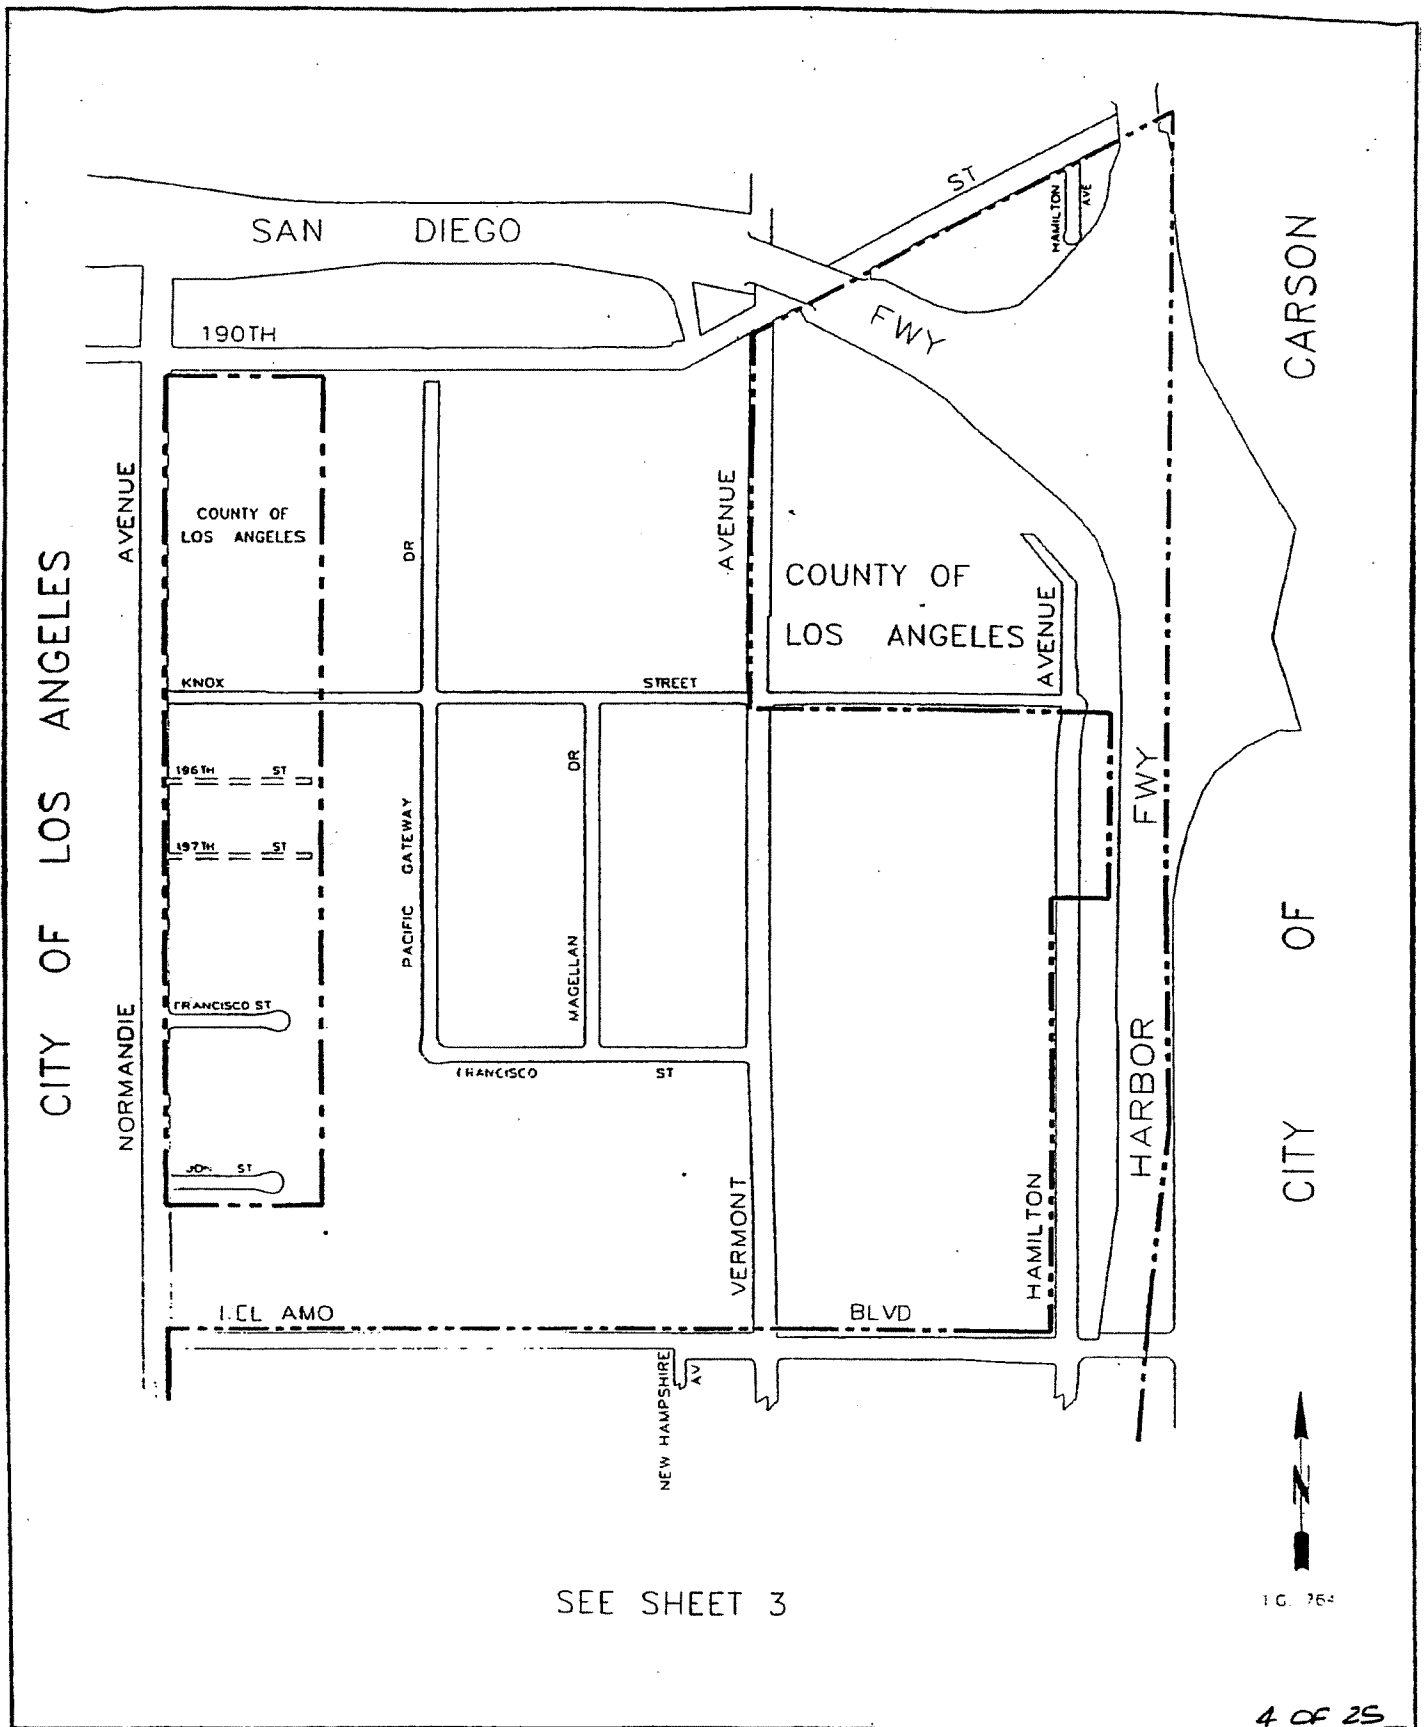 ST
HAMILTON
AVE
SAN DIEGO
FWY
190TH
CARSON
AVENUE
COUNTY OF
LOS ANGELES
DR
AVENUE
COUNTY OF
LOS ANGELES
AVENUE
CITY OF LOS ANGELES
KNOX STREET
196TH ST
197TH ST
PACIFIC GATEWAY
DR
MAGELLAN
FWY
CITY OF
NORMANDIE
FRANCISCO ST
FRANCISCO ST
HARBOR
ST
VERMONT
HAMILTON
EL AMO BLVD
NEW HAMPSHIRE
AV
N
SEE SHEET 3
4 OF 25